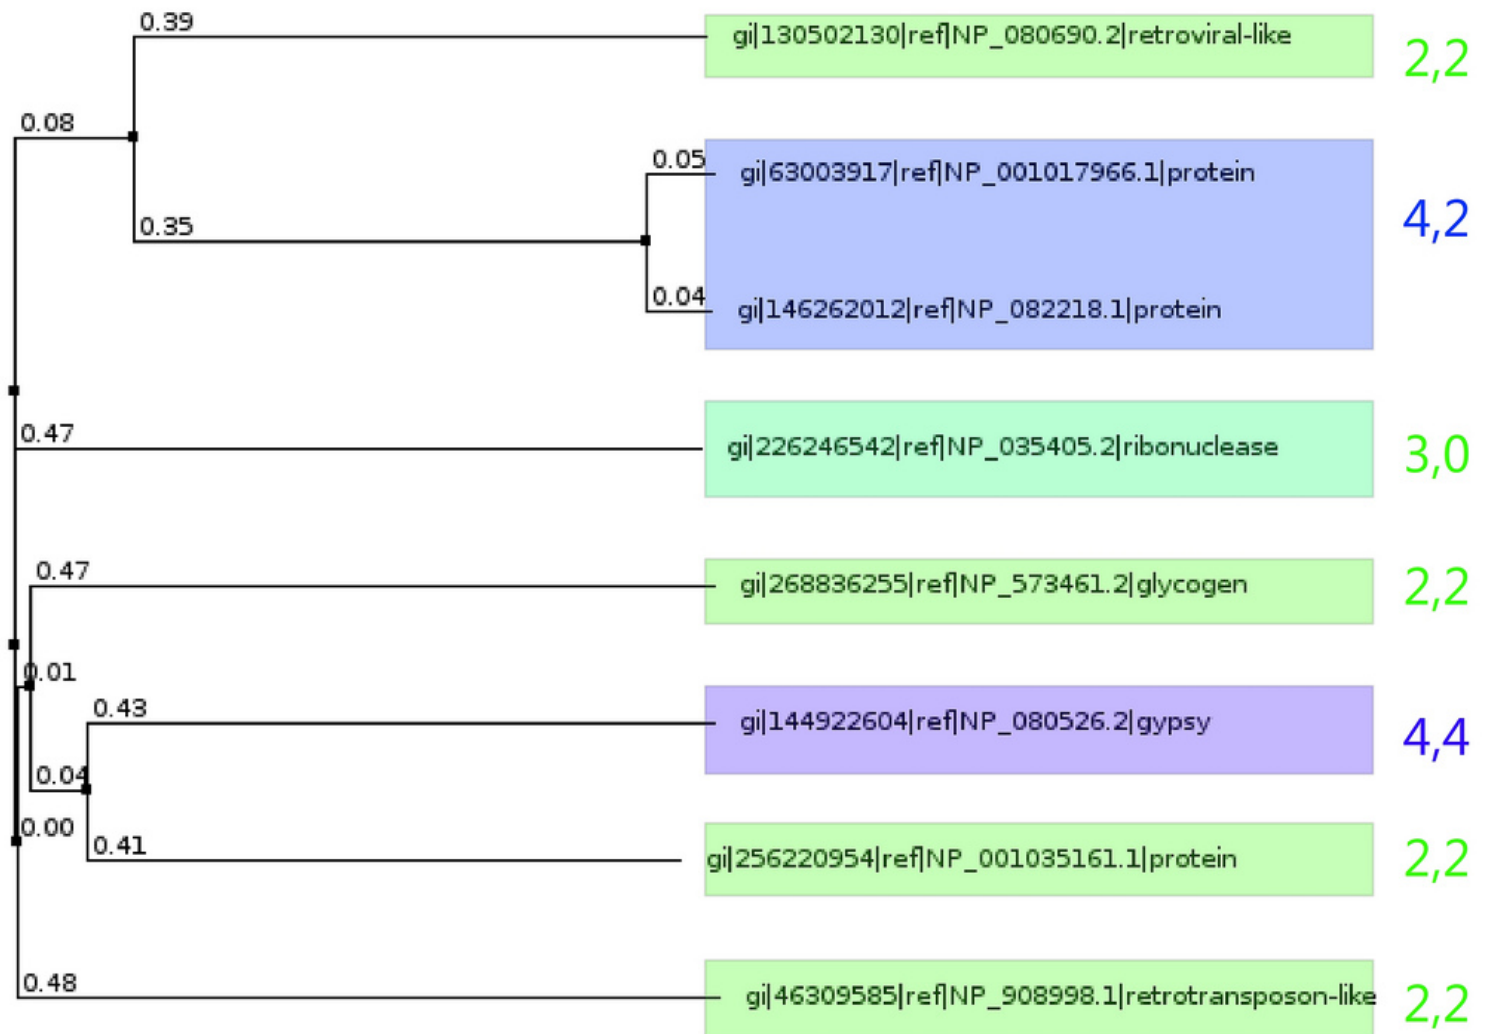 0.39
gi|130502130|ref|NP_080690.2|retroviral-like
2,2
0.08
0.05
gi|63003917|ref|NP_001017966.1|protein
4,2
0.35
0.04
gi|146262012|ref|NP_082218.1|protein
0.47
gi|226246542|ref|NP_035405.2|ribonuclease
3,0
0.47
gi|268836255|ref|NP_573461.2|glycogen
2,2
0.01
0.43
gi|144922604|ref|NP_080526.2|gypsy
4,4
0.04
0.00
0.41
gi|256220954|ref|NP_001035161.1|protein
2,2
0.48
gi|46309585|ref|NP_908998.1|retrotransposon-like
2,2